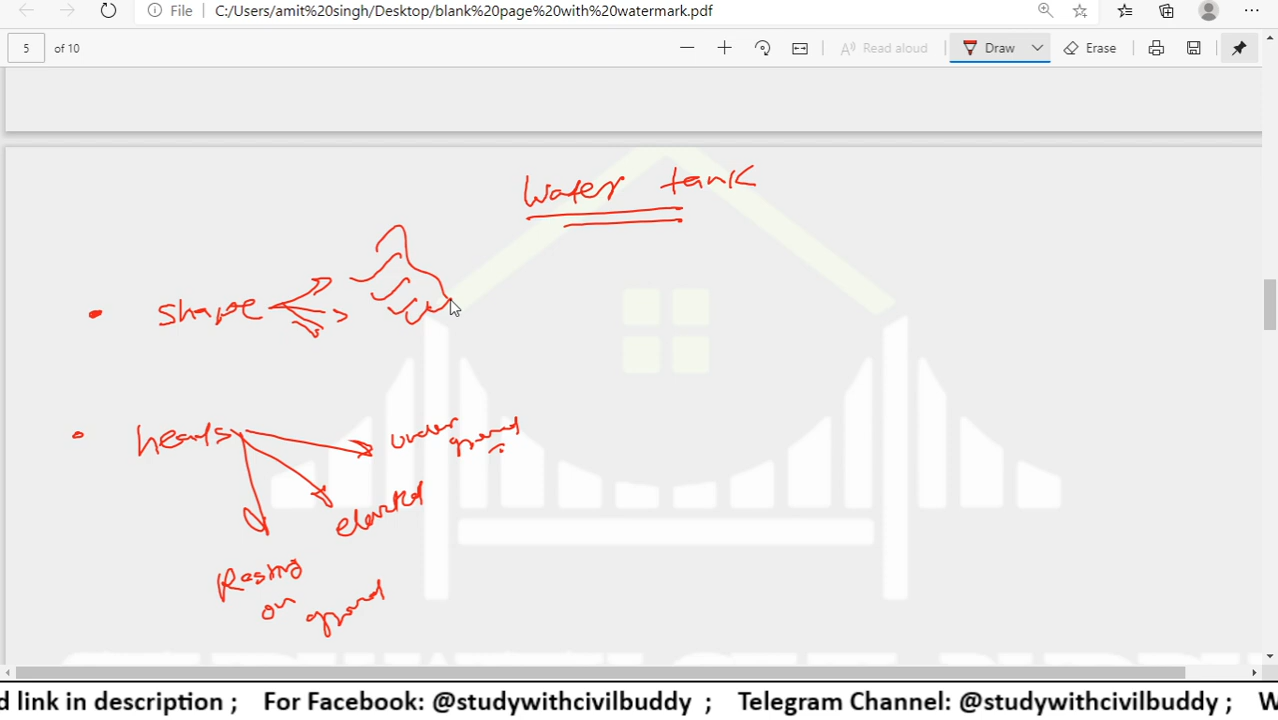 File C:/Users/amit%20singh/Desktop/blank%20page%20with%20watermark.pdf
5 of 10 Read aloud Draw Erase
water tank
• shape
• heads
under ground
elevated
Resting
on ground
d link in description ; For Facebook: @studywithcivilbuddy ; Telegram Channel: @studywithcivilbuddy ; W